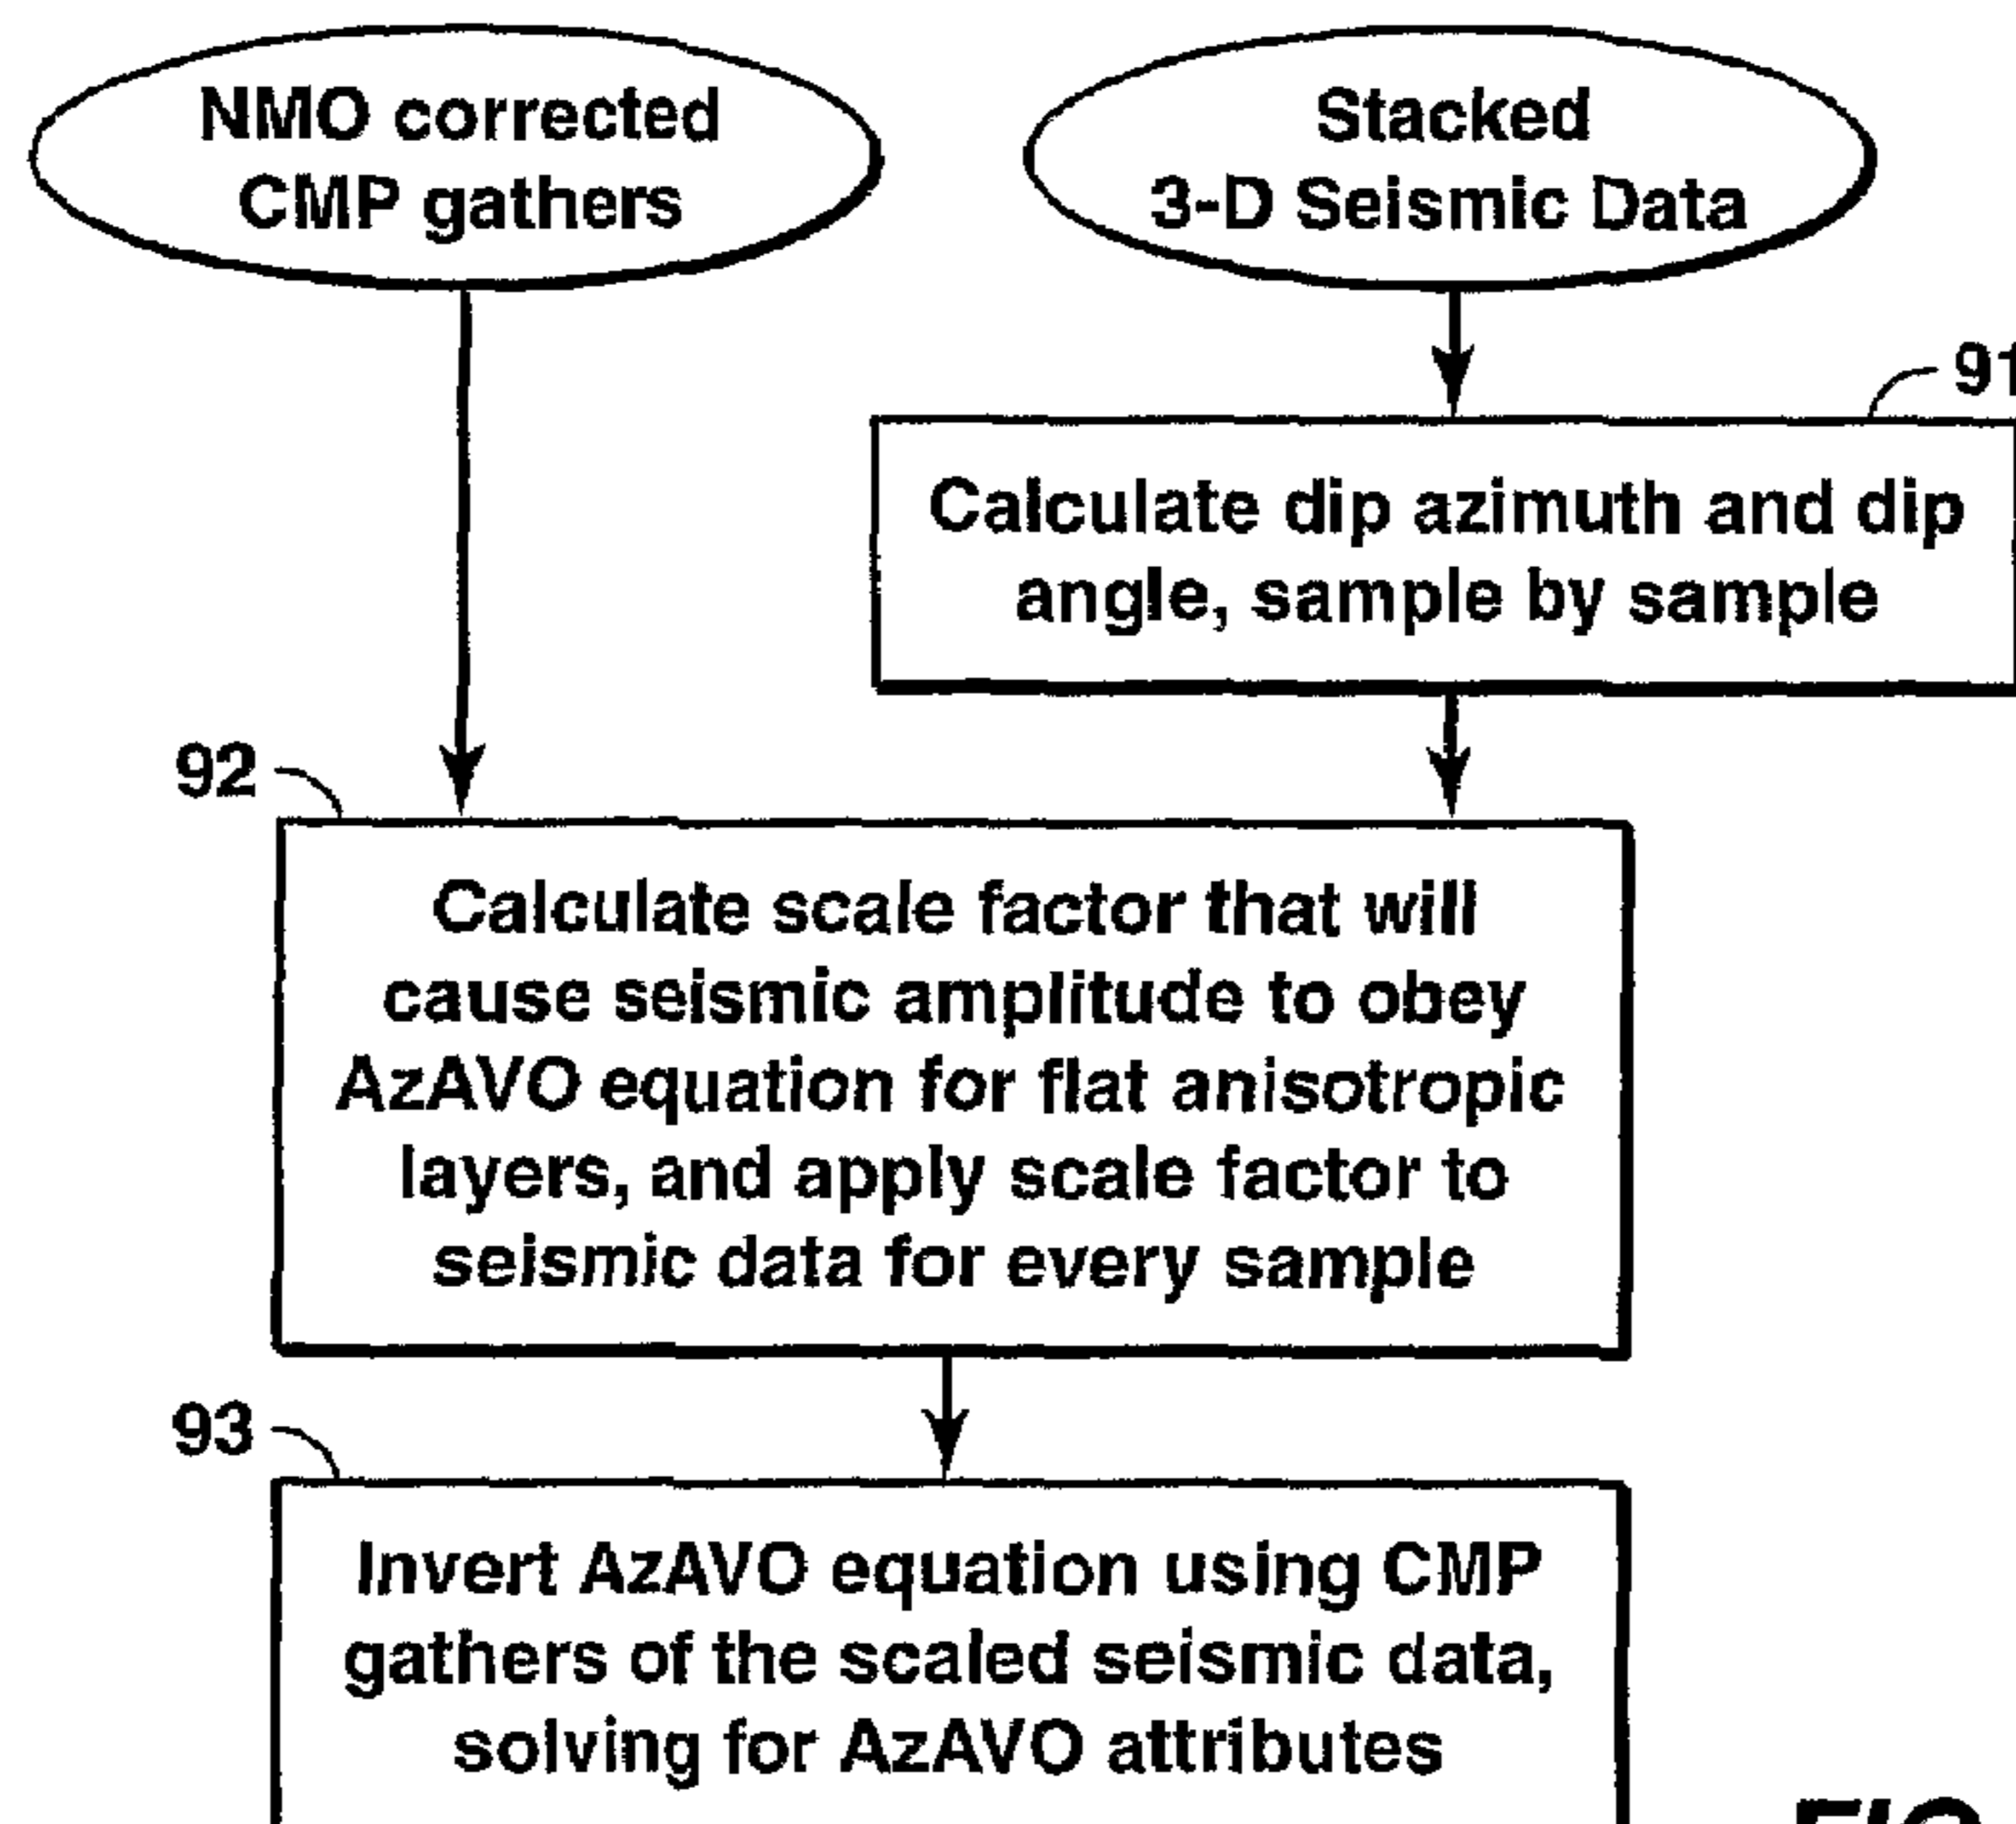 NMO corrected
CMP gathers
Stacked
3-D Seismic Data
91
Calculate dip azimuth and dip
angle, sample by sample
92
Calculate scale factor that will
cause seismic amplitude to obey
AzAVO equation for flat anisotropic
layers, and apply scale factor to
seismic data for every sample
93
Invert AzAVO equation using CMP
gathers of the scaled seismic data,
solving for AzAVO attributes